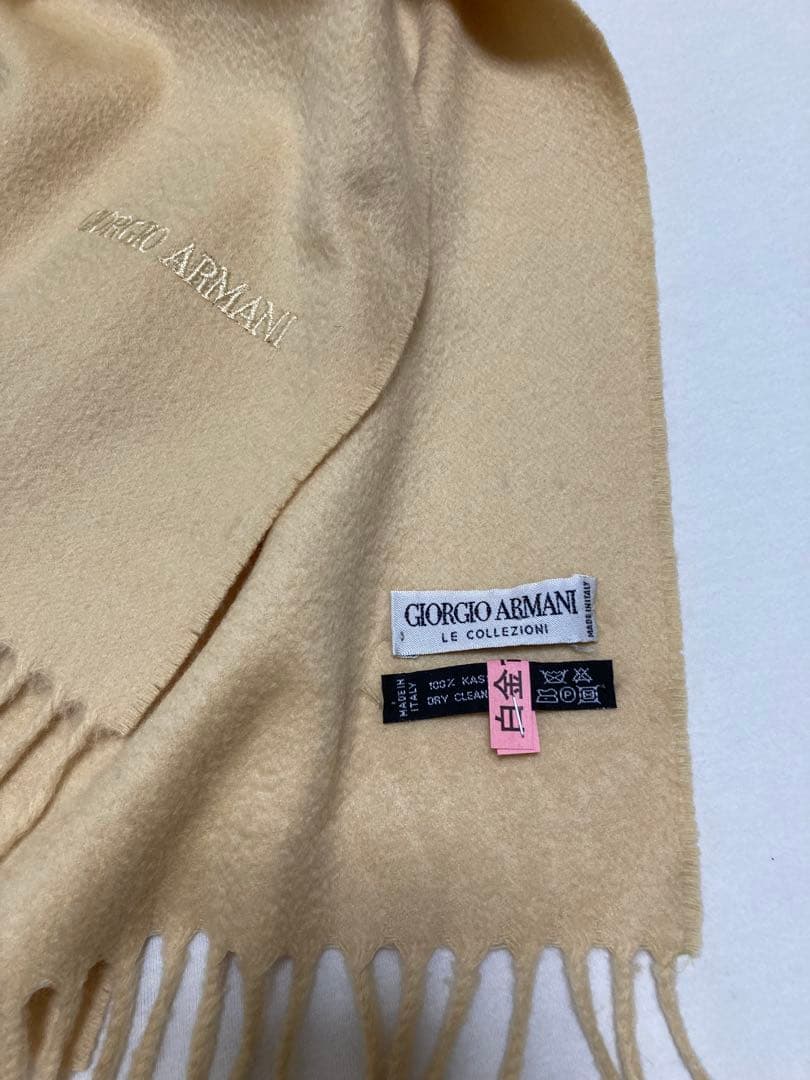 GIORGIO ARMANI
GIORGIO ARMANI
LE COLLEZIONI
MADE IN ITALY
MADE IN
ITALY
100% KAS
DRY CLEAN
白金